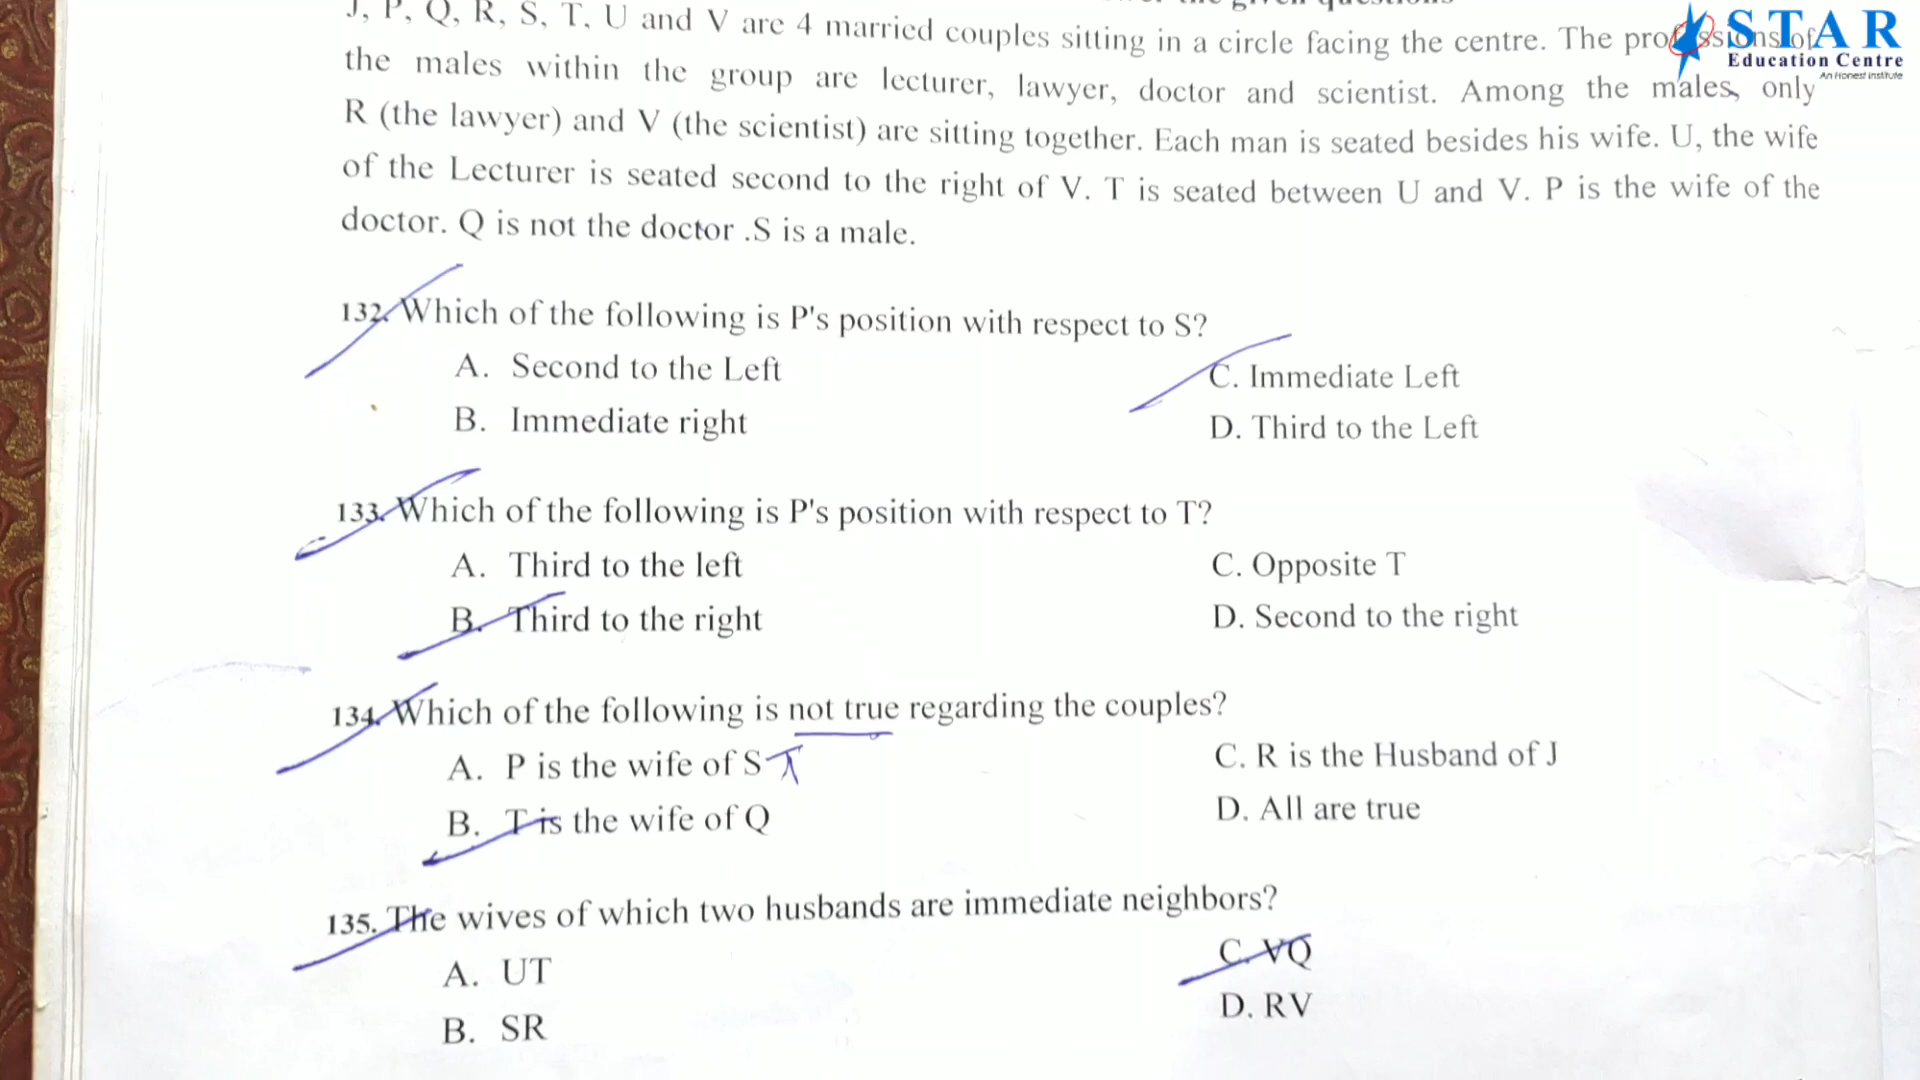 J, P, Q, R, S, T, U and V are 4 married couples sitting in a circle facing the centre. The professions of
the males within the group are lecturer, lawyer, doctor and scientist. Among the males, only
R (the lawyer) and V (the scientist) are sitting together. Each man is seated besides his wife. U, the wife
of the Lecturer is seated second to the right of V. T is seated between U and V. P is the wife of the
doctor. Q is not the doctor .S is a male.
STAR
Education Centre
An Honest Institute
132. Which of the following is P's position with respect to S?
A. Second to the Left
C. Immediate Left
B. Immediate right
D. Third to the Left
133. Which of the following is P's position with respect to T?
A. Third to the left
C. Opposite T
B. Third to the right
D. Second to the right
134. Which of the following is not true regarding the couples?
A. P is the wife of S T
C. R is the Husband of J
B. T is the wife of Q
D. All are true
135. The wives of which two husbands are immediate neighbors?
A. UT
C. VQ
B. SR
D. RV